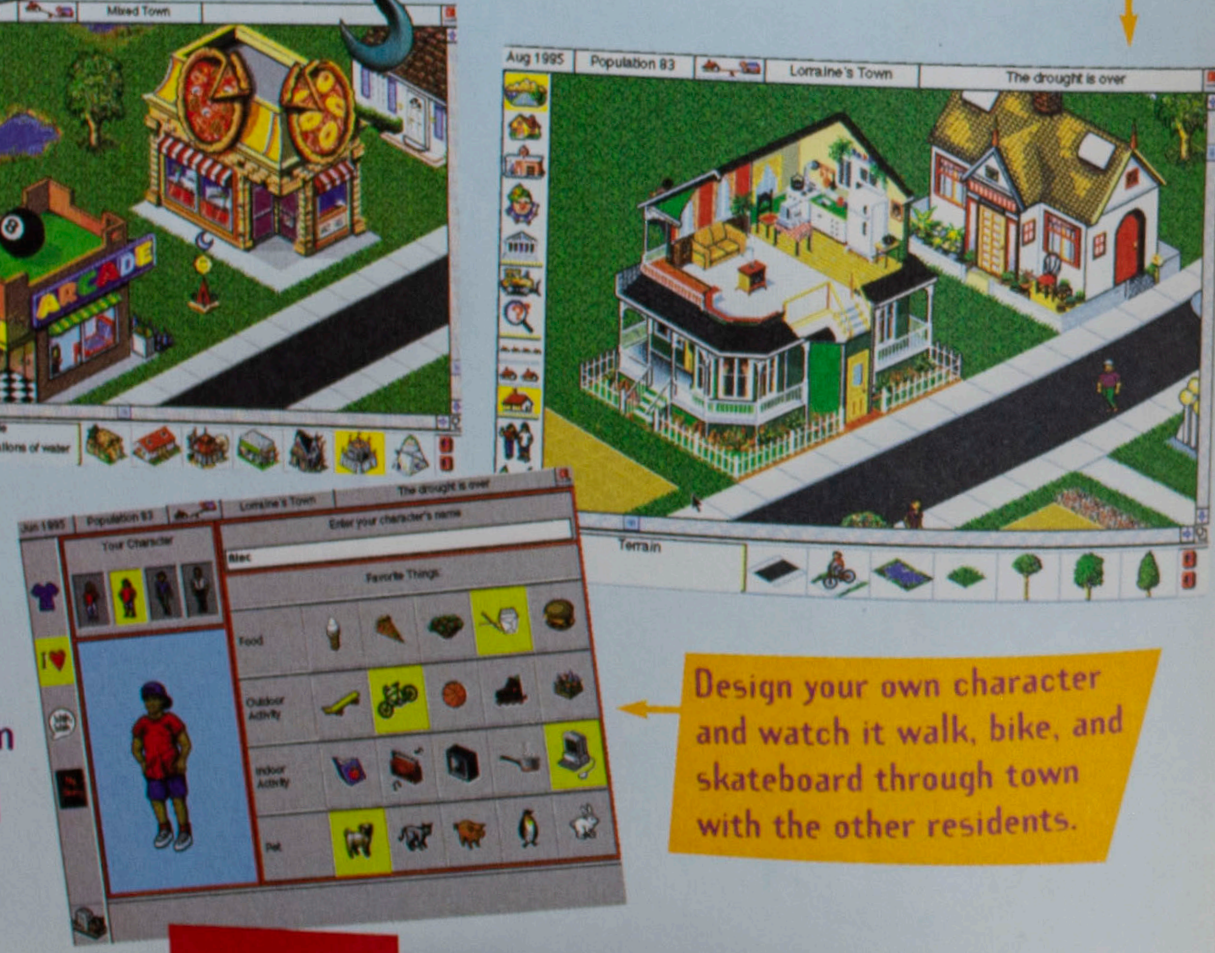 Mixed Town
8
ARCADE
Aug 1995
Population 83
Lorraine's Town
The drought is over
Terrain
of water
Jun 1995
Population 83
Lorraine's Town
The drought is over
Your Character
Enter your character's name
Alec
Favorite Things
Food
Outdoor
Activity
Indoor
Activity
Pet
I
Design your own character
and watch it walk, bike, and
skateboard through town
with the other residents.